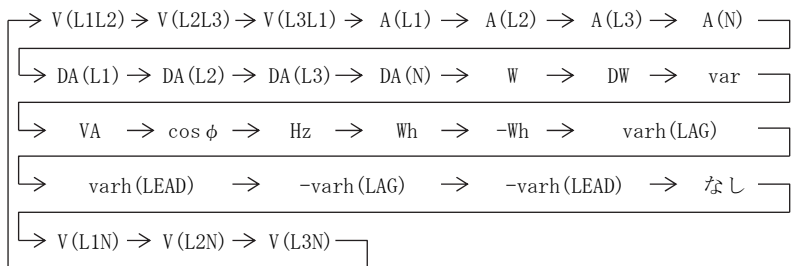 V(L1L2) → V(L2L3) → V(L3L1) → A(L1) → A(L2) → A(L3) → A(N)
DA(L1) → DA(L2) → DA(L3) → DA(N) → W → DW → var
VA → cosφ → Hz → Wh → -Wh → varh(LAG)
varh(LEAD) → -varh(LAG) → -varh(LEAD) → なし
V(L1N) → V(L2N) → V(L3N)